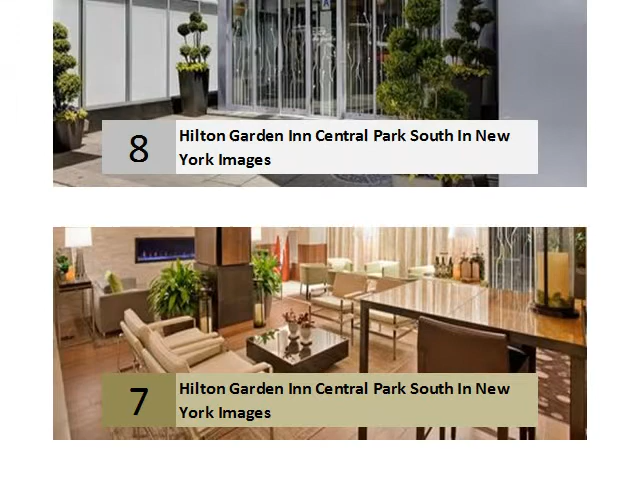 8
Hilton Garden Inn Central Park South In New
York Images
7
Hilton Garden Inn Central Park South In New
York Images